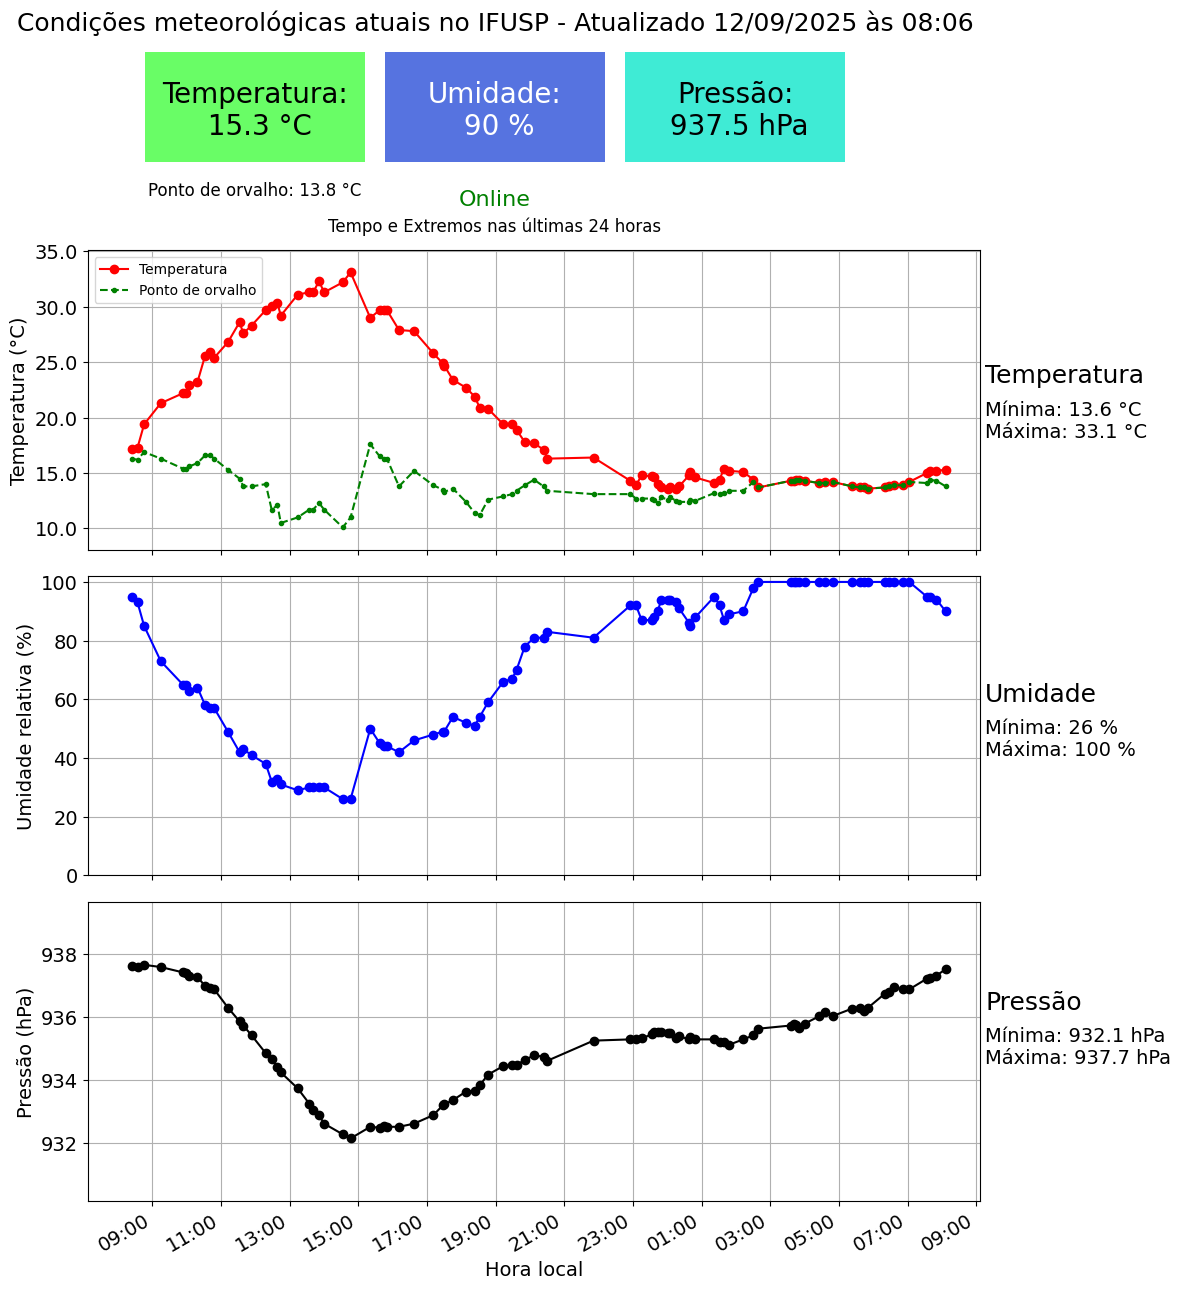 Condições meteorológicas atuais no IFUSP - Atualizado 12/09/2025 às 08:06
Temperatura:
15.3 °C
Umidade:
90 %
Pressão:
937.5 hPa
Ponto de orvalho: 13.8 °C
Online
Tempo e Extremos nas últimas 24 horas
Temperatura (°C)
35.0
30.0
25.0
20.0
15.0
10.0
Temperatura
Ponto de orvalho
Temperatura
Mínima: 13.6 °C
Máxima: 33.1 °C
Umidade relativa (%)
100
80
60
40
20
0
Umidade
Mínima: 26 %
Máxima: 100 %
Pressão (hPa)
938
936
934
932
Pressão
Mínima: 932.1 hPa
Máxima: 937.7 hPa
09:00 11:00 13:00 15:00 17:00 19:00 21:00 23:00 01:00 03:00 05:00 07:00 09:00
Hora local